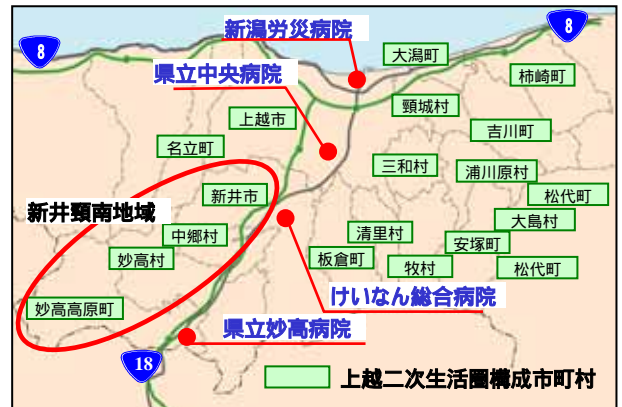 新潟労災病院
8
8
大潟町
県立中央病院
柿崎町
頸城村
上越市
吉川町
名立町
三和村
浦川原村
新井市
松代町
新井頸南地域
大島村
中郷村
清里村
安塚町
妙高村
板倉町
牧村
松代町
けいなん総合病院
妙高高原町
県立妙高病院
18
上越二次生活圏構成市町村